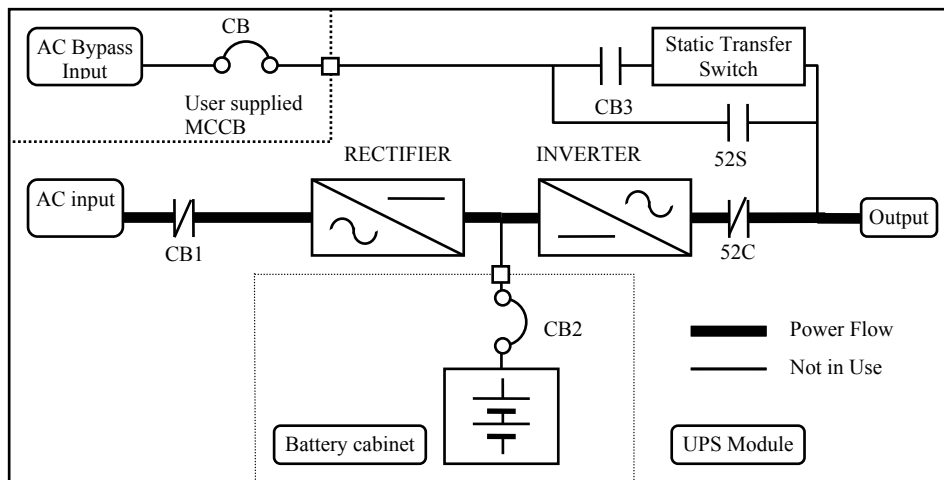 CB
AC Bypass
Input
Static Transfer
Switch
User supplied
MCCB
CB3
52S
RECTIFIER
INVERTER
AC input
CB1
52C
Output
CB2
Power Flow
Not in Use
Battery cabinet
UPS Module